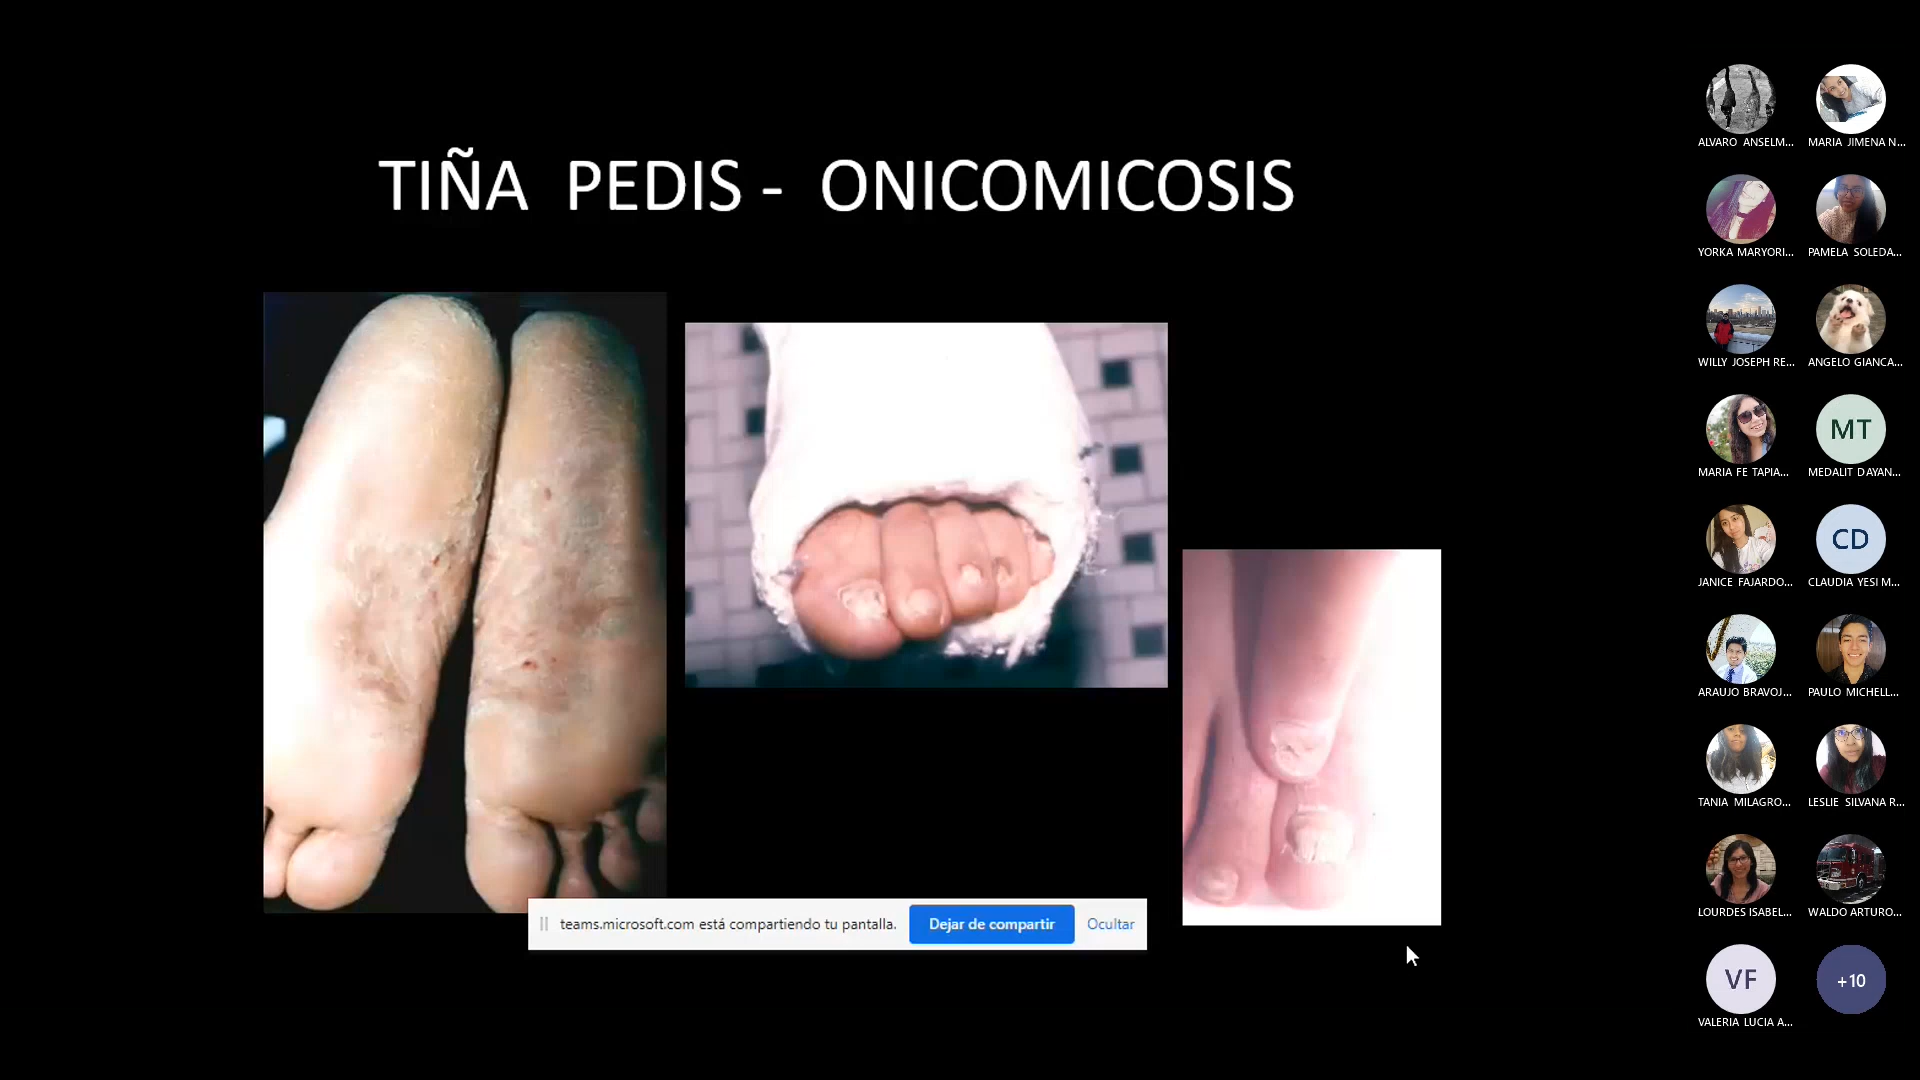 TIÑA PEDIS - ONICOMICOSIS
teams.microsoft.com está compartiendo tu pantalla.
Dejar de compartir
Ocultar
ALVARO ANSELM...
MARIA JIMENA N...
YORKA MARYORI...
PAMELA SOLEDA...
WILLY JOSEPH RE...
ANGELO GIANCA...
MARIA FE TAPIA...
MT
MEDALIT DAYAN...
JANICE FAJARDO...
CD
CLAUDIA YESI M...
ARAUJO BRAVOJ...
PAULO MICHELL...
TANIA MILAGRO...
LESLIE SILVANA R...
LOURDES ISABEL...
WALDO ARTURO...
VF
VALERIA LUCIA A...
+10